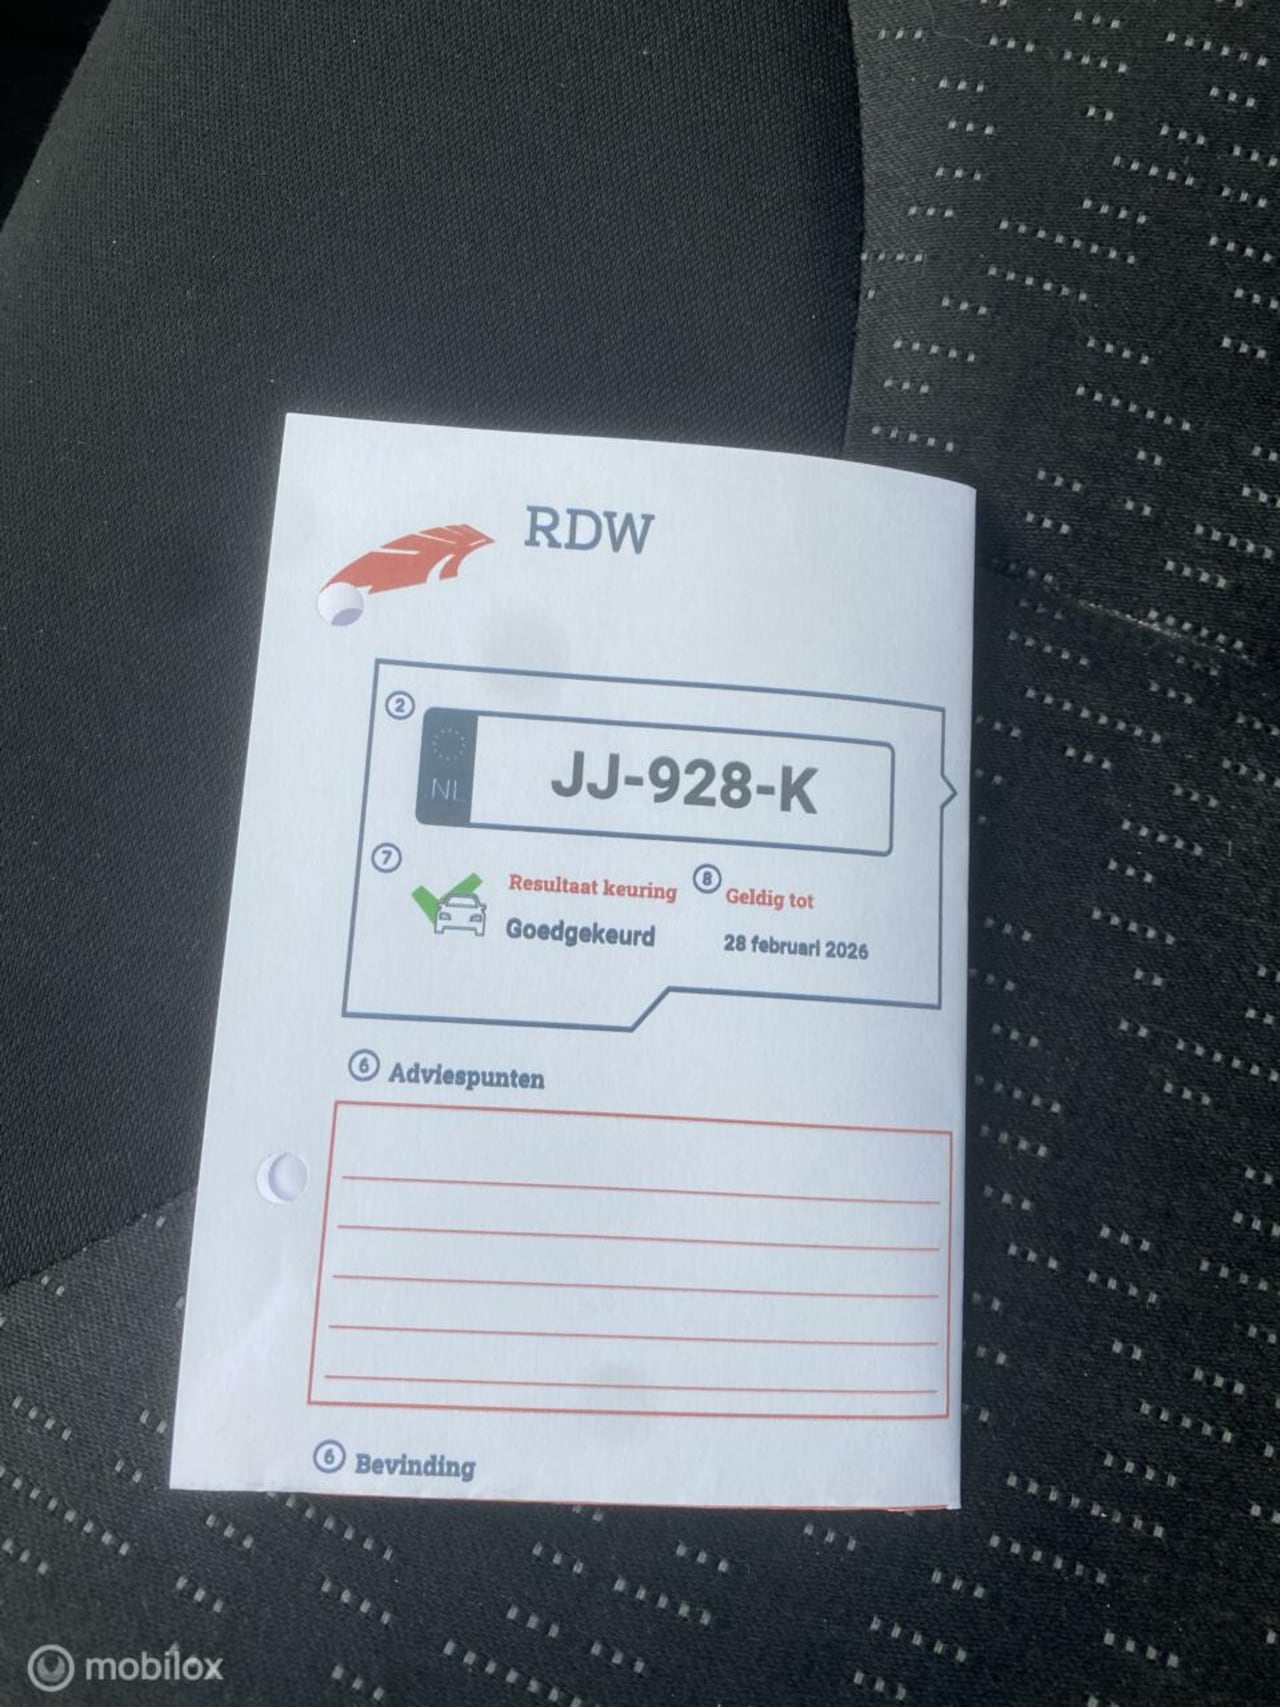 RDW
2
NL
JJ-928-K
7
Resultaat keuring
8
Geldig tot
Goedgekeurd
28 februari 2026
6 Adviespunten
6 Bevinding
mobilox